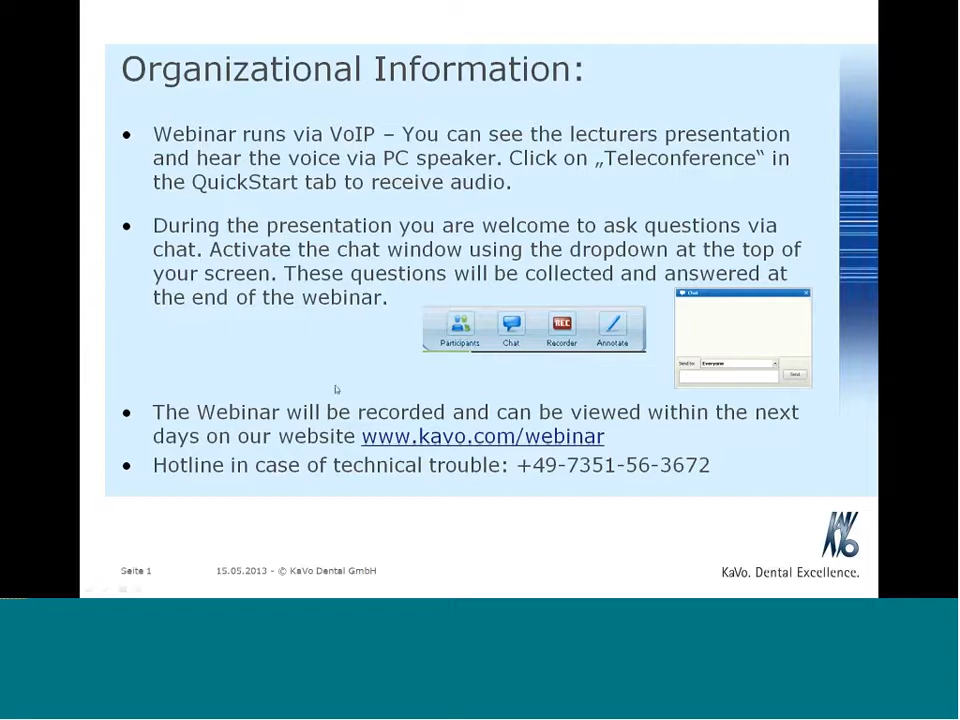 Organizational Information:
• Webinar runs via VoIP – You can see the lecturers presentation
and hear the voice via PC speaker. Click on „Teleconference“ in
the QuickStart tab to receive audio.
• During the presentation you are welcome to ask questions via
chat. Activate the chat window using the dropdown at the top of
your screen. These questions will be collected and answered at
the end of the webinar.
Chat
Participants Chat Recorder Annotate
REC
Send to: Everyone
Send
• The Webinar will be recorded and can be viewed within the next
days on our website www.kavo.com/webinar
• Hotline in case of technical trouble: +49-7351-56-3672
KAVO
KaVo. Dental Excellence.
Seite 1 15.05.2013 - © KaVo Dental GmbH